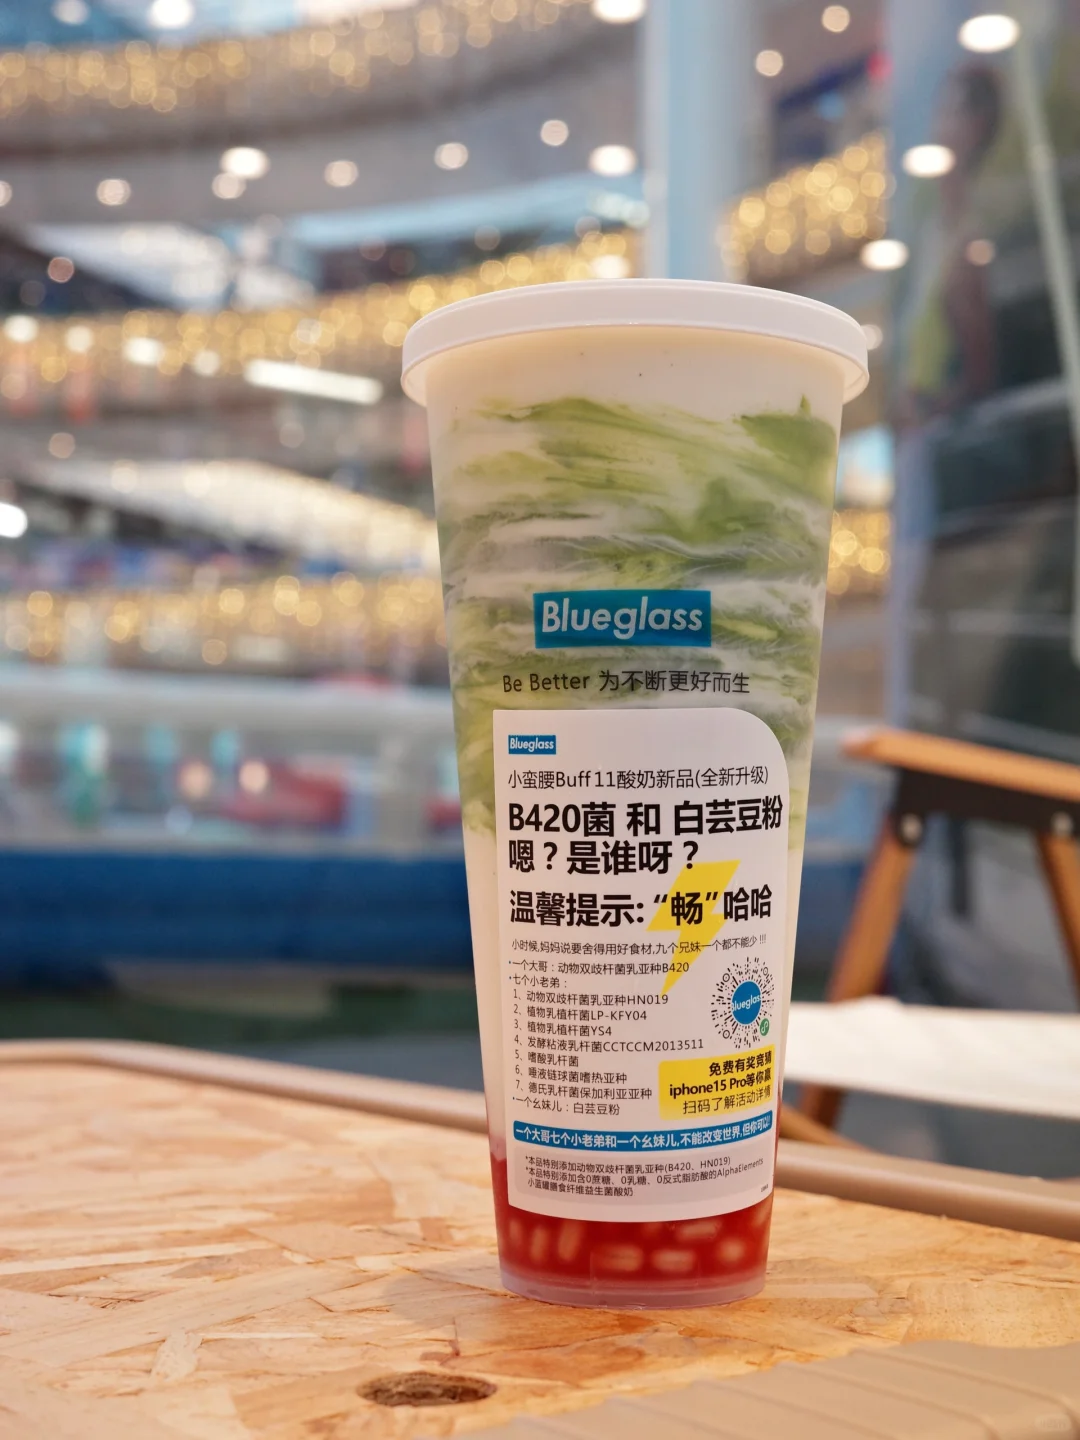 Blueglass
Be Better 为不断更好而生
Blueglass
小蛮腰Buff 11酸奶新品(全新升级)
B420菌 和 白芸豆粉
嗯？是谁呀？
温馨提示:“畅”哈哈
小时候,妈妈说要舍得用好食材,九个兄妹一个都不能少 !!!
·一个大哥：动物双歧杆菌乳亚种B420
·七个小老弟：
1、动物双歧杆菌乳亚种HN019
2、植物乳植杆菌LP-KFY04
3、植物乳植杆菌YS4
4、发酵粘液乳杆菌CCTCCM2013511
5、嗜酸乳杆菌
6、唾液链球菌嗜热亚种
7、德氏乳杆菌保加利亚亚种
·一个幺妹儿：白芸豆粉
Blueglass
免费有奖竞猜
iphone15 Pro等你赢
扫码了解活动详情
一个大哥七个小老弟和一个幺妹儿,不能改变世界,但你可以!
*本品特别添加动物双歧杆菌乳亚种(B420、HN019)
*本品特别添加含0蔗糖、0乳糖、0反式脂肪酸的AlphaElements
小蓝罐膳食纤维益生菌酸奶